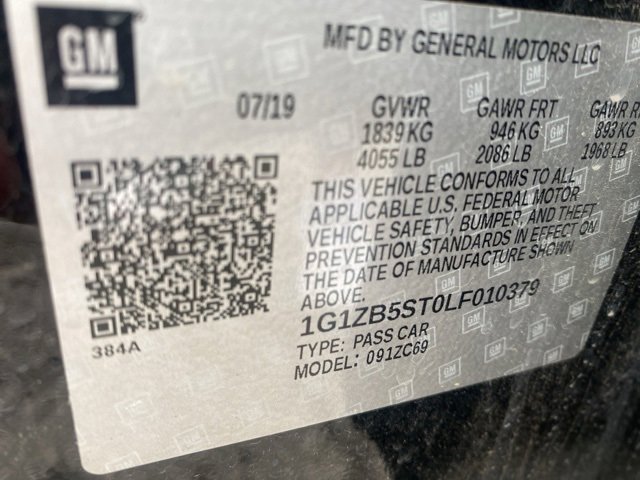 GM
MFD BY GENERAL MOTORS LLC
07/19 GVWR GAWR FRT GAWR
1839 KG 946 KG 893 KG
4055 LB 2086 LB 1968 LB
THIS VEHICLE CONFORMS TO ALL
APPLICABLE U.S. FEDERAL MOTOR
VEHICLE SAFETY, BUMPER, AND THEFT
PREVENTION STANDARDS IN EFFECT ON
THE DATE OF MANUFACTURE SHOWN
ABOVE.
384A
1G1ZB5ST0LF010379
TYPE: PASS CAR
MODEL: 091ZC69